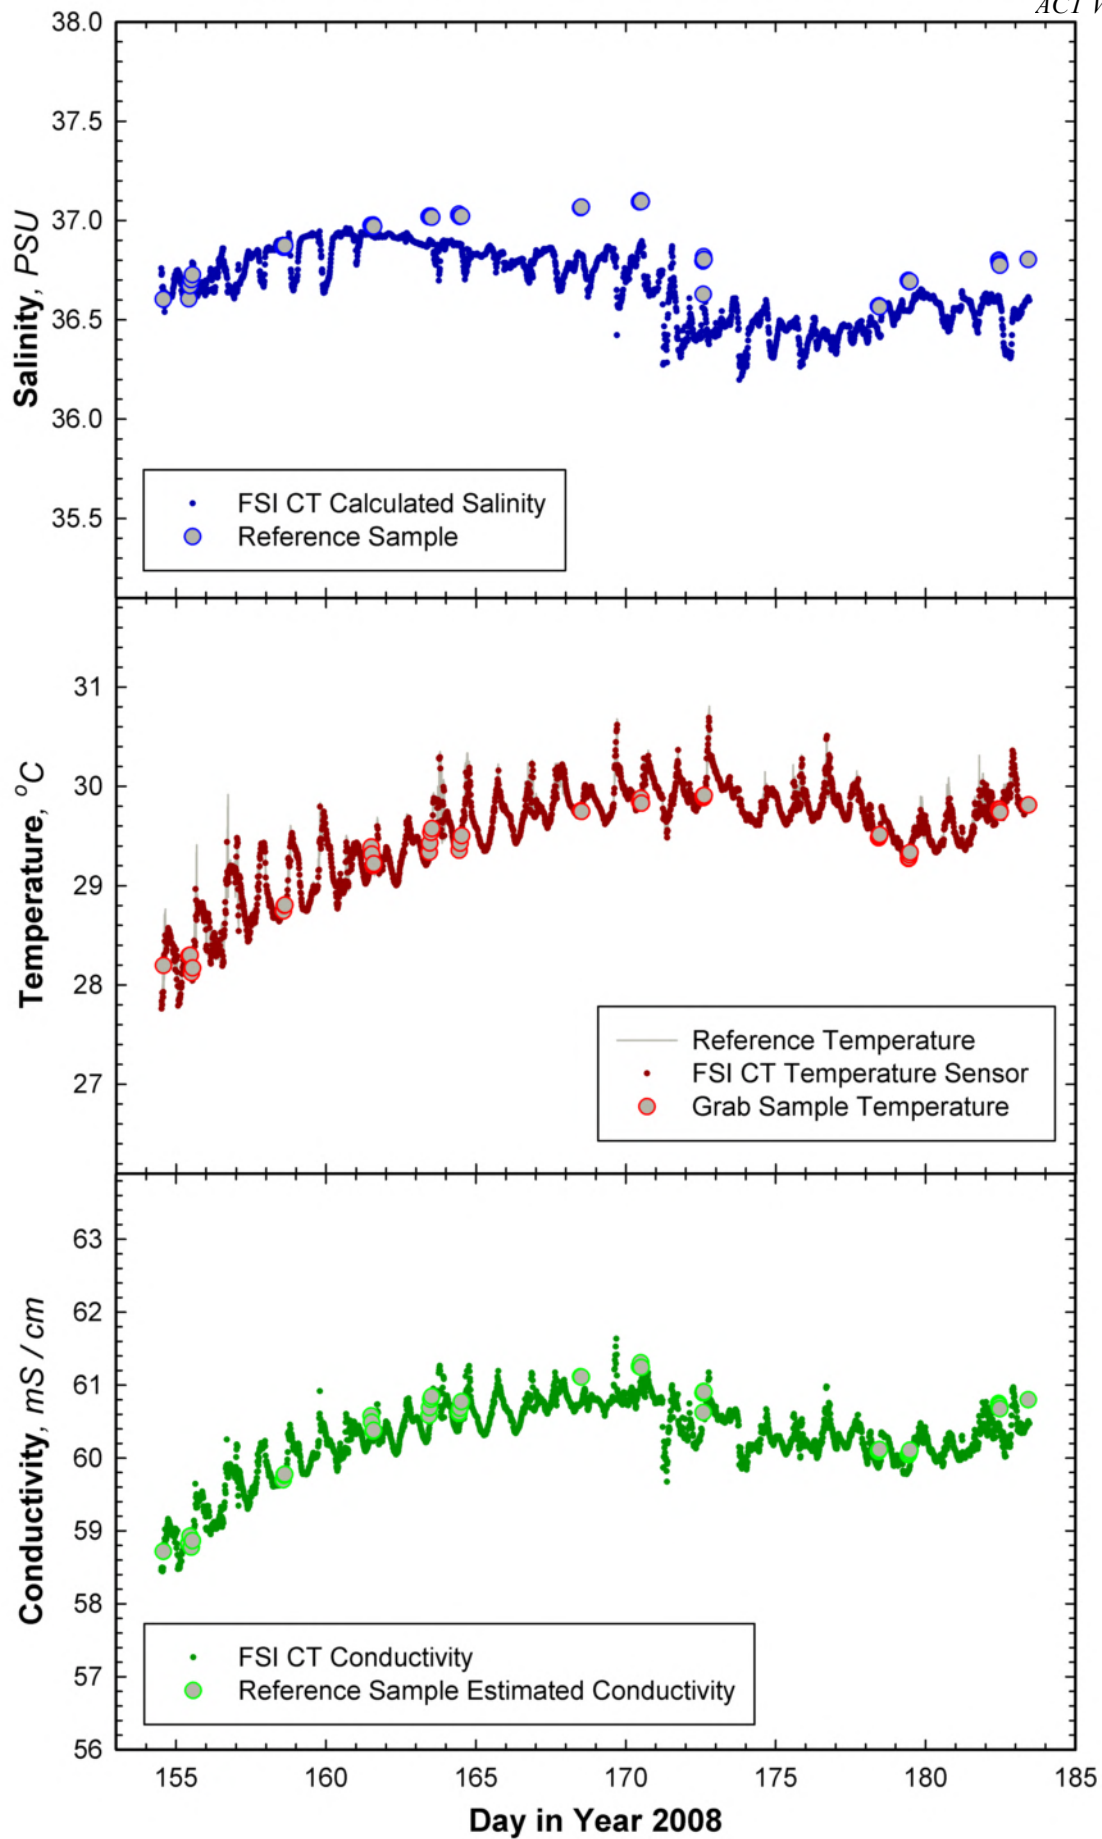 ACT V
38.0
37.5
37.0
36.5
36.0
35.5
Salinity, PSU
FSI CT Calculated Salinity
Reference Sample
31
30
29
28
27
Temperature, °C
Reference Temperature
FSI CT Temperature Sensor
Grab Sample Temperature
63
62
61
60
59
58
57
56
Conductivity, mS / cm
FSI CT Conductivity
Reference Sample Estimated Conductivity
155 160 165 170 175 180 185
Day in Year 2008